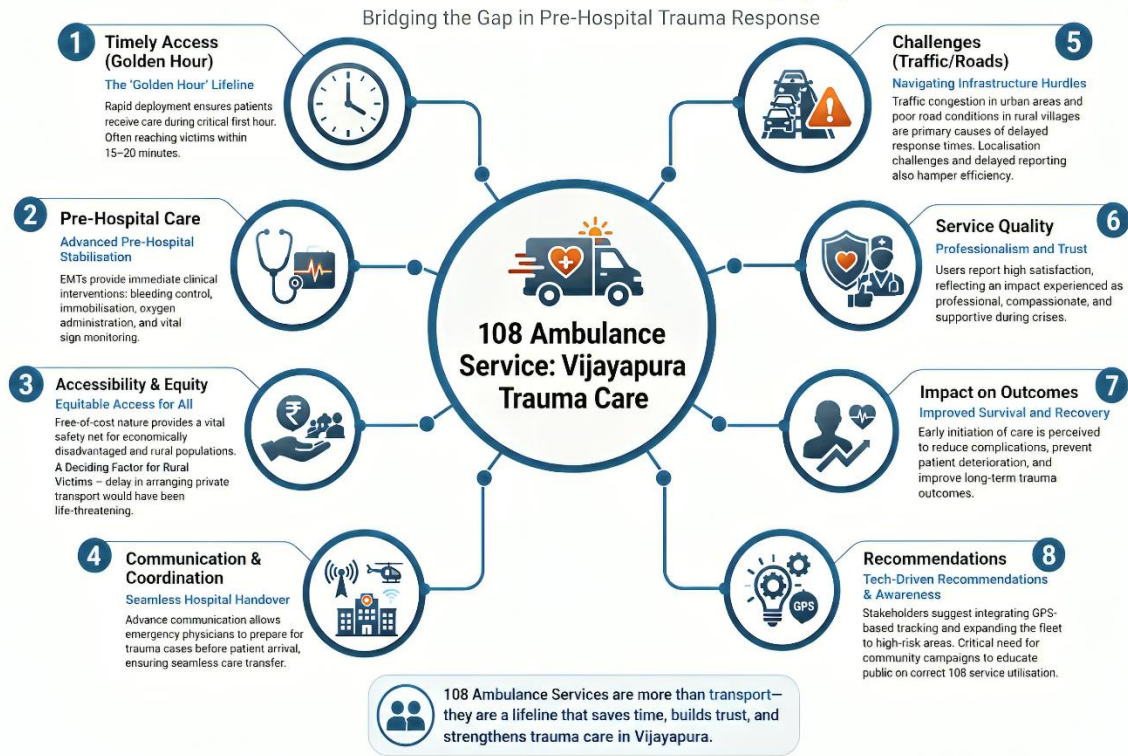 Bridging the Gap in Pre-Hospital Trauma Response
1
Timely Access
(Golden Hour)
The ‘Golden Hour’ Lifeline
Rapid deployment ensures patients
receive care during critical first hour.
Often reaching victims within
15–20 minutes.
2
Pre-Hospital Care
Advanced Pre-Hospital
Stabilisation
EMTs provide immediate clinical
interventions: bleeding control,
immobilisation, oxygen
administration, and vital
sign monitoring.
3
Accessibility & Equity
Equitable Access for All
Free-of-cost nature provides a vital
safety net for economically
disadvantaged and rural populations.
A Deciding Factor for Rural
Victims – delay in arranging private
transport would have been
life-threatening.
₹
4
Communication &
Coordination
Seamless Hospital Handover
Advance communication allows
emergency physicians to prepare for
trauma cases before patient arrival,
ensuring seamless care transfer.
108 Ambulance
Service: Vijayapura
Trauma Care
5
Challenges
(Traffic/Roads)
Navigating Infrastructure Hurdles
Traffic congestion in urban areas and
poor road conditions in rural villages
are primary causes of delayed
response times. Localisation
challenges and delayed reporting
also hamper efficiency.
6
Service Quality
Professionalism and Trust
Users report high satisfaction,
reflecting an impact experienced as
professional, compassionate, and
supportive during crises.
7
Impact on Outcomes
Improved Survival and Recovery
Early initiation of care is perceived
to reduce complications, prevent
patient deterioration, and
improve long-term trauma
outcomes.
8
Recommendations
Tech-Driven Recommendations
& Awareness
Stakeholders suggest integrating GPS-
based tracking and expanding the fleet
to high-risk areas. Critical need for
community campaigns to educate
public on correct 108 service utilisation.
GPS
108 Ambulance Services are more than transport—
they are a lifeline that saves time, builds trust, and
strengthens trauma care in Vijayapura.